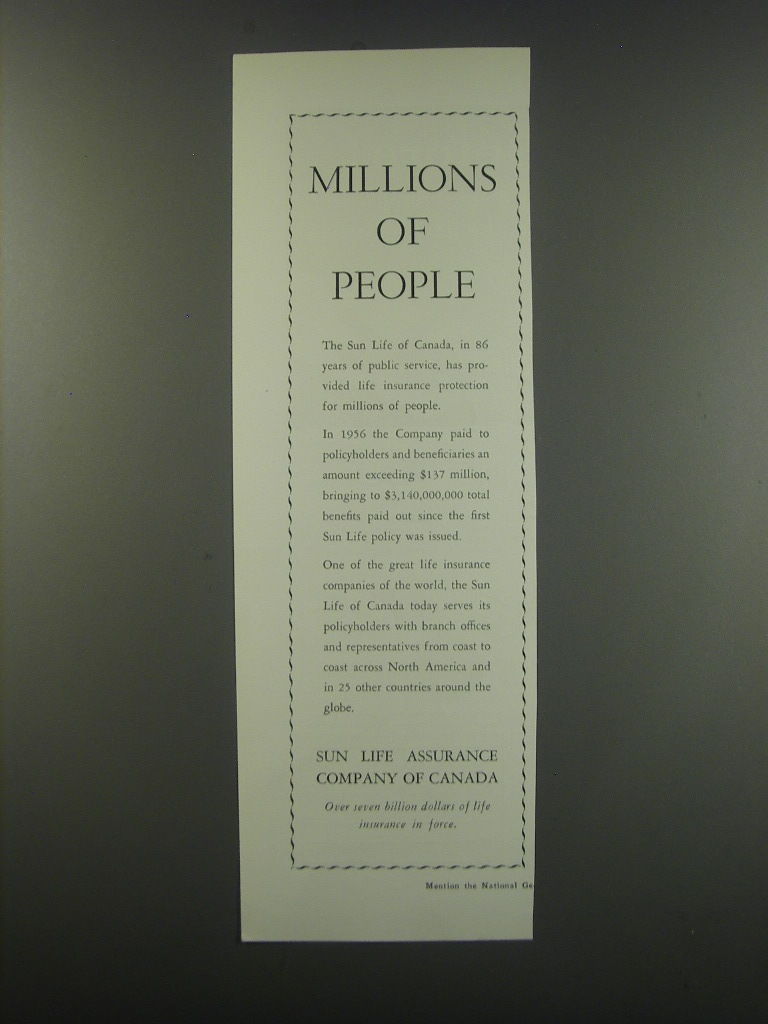 MILLIONS
OF
PEOPLE
The Sun Life of Canada, in 86
years of public service, has pro-
vided life insurance protection
for millions of people.
In 1956 the Company paid to
policyholders and beneficiaries an
amount exceeding $137 million,
bringing to $3,140,000,000 total
benefits paid out since the first
Sun Life policy was issued.
One of the great life insurance
companies of the world, the Sun
Life of Canada today serves its
policyholders with branch offices
and representatives from coast to
coast across North America and
in 25 other countries around the
globe.
SUN LIFE ASSURANCE
COMPANY OF CANADA
Over seven billion dollars of life
insurance in force.
Mention the National Ge